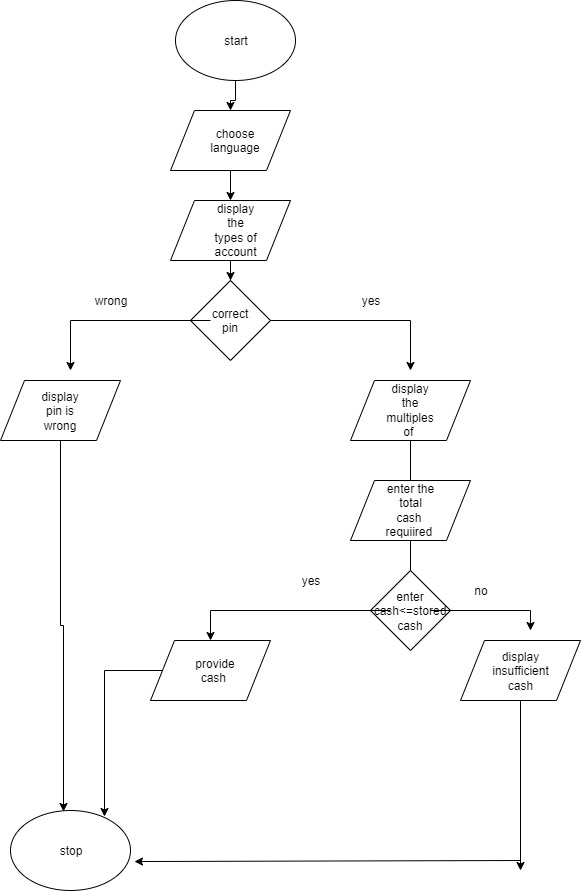 start
choose
language
display
the
types of
account
wrong
yes
correct
pin
display
pin is
wrong
display
the
multiples
of
enter the
total
cash
requiired
yes
no
enter
cash<=stored
cash
provide
cash
display
insufficient
cash
stop